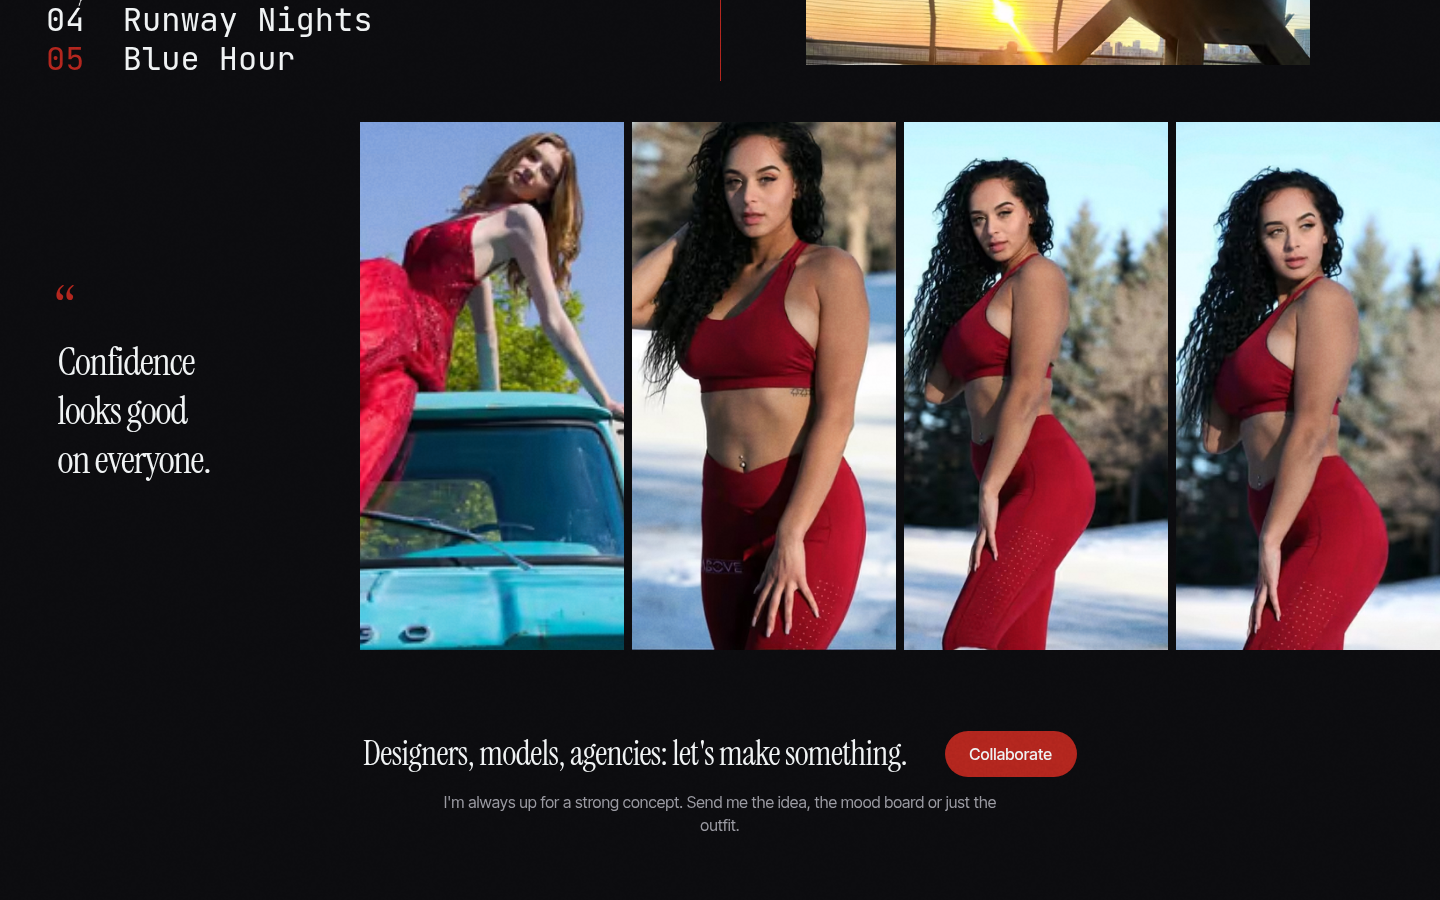 04 Runway Nights
05 Blue Hour
“
Confidence
looks good
on everyone.
Designers, models, agencies: let's make something.
Collaborate
I'm always up for a strong concept. Send me the idea, the mood board or just the
outfit.